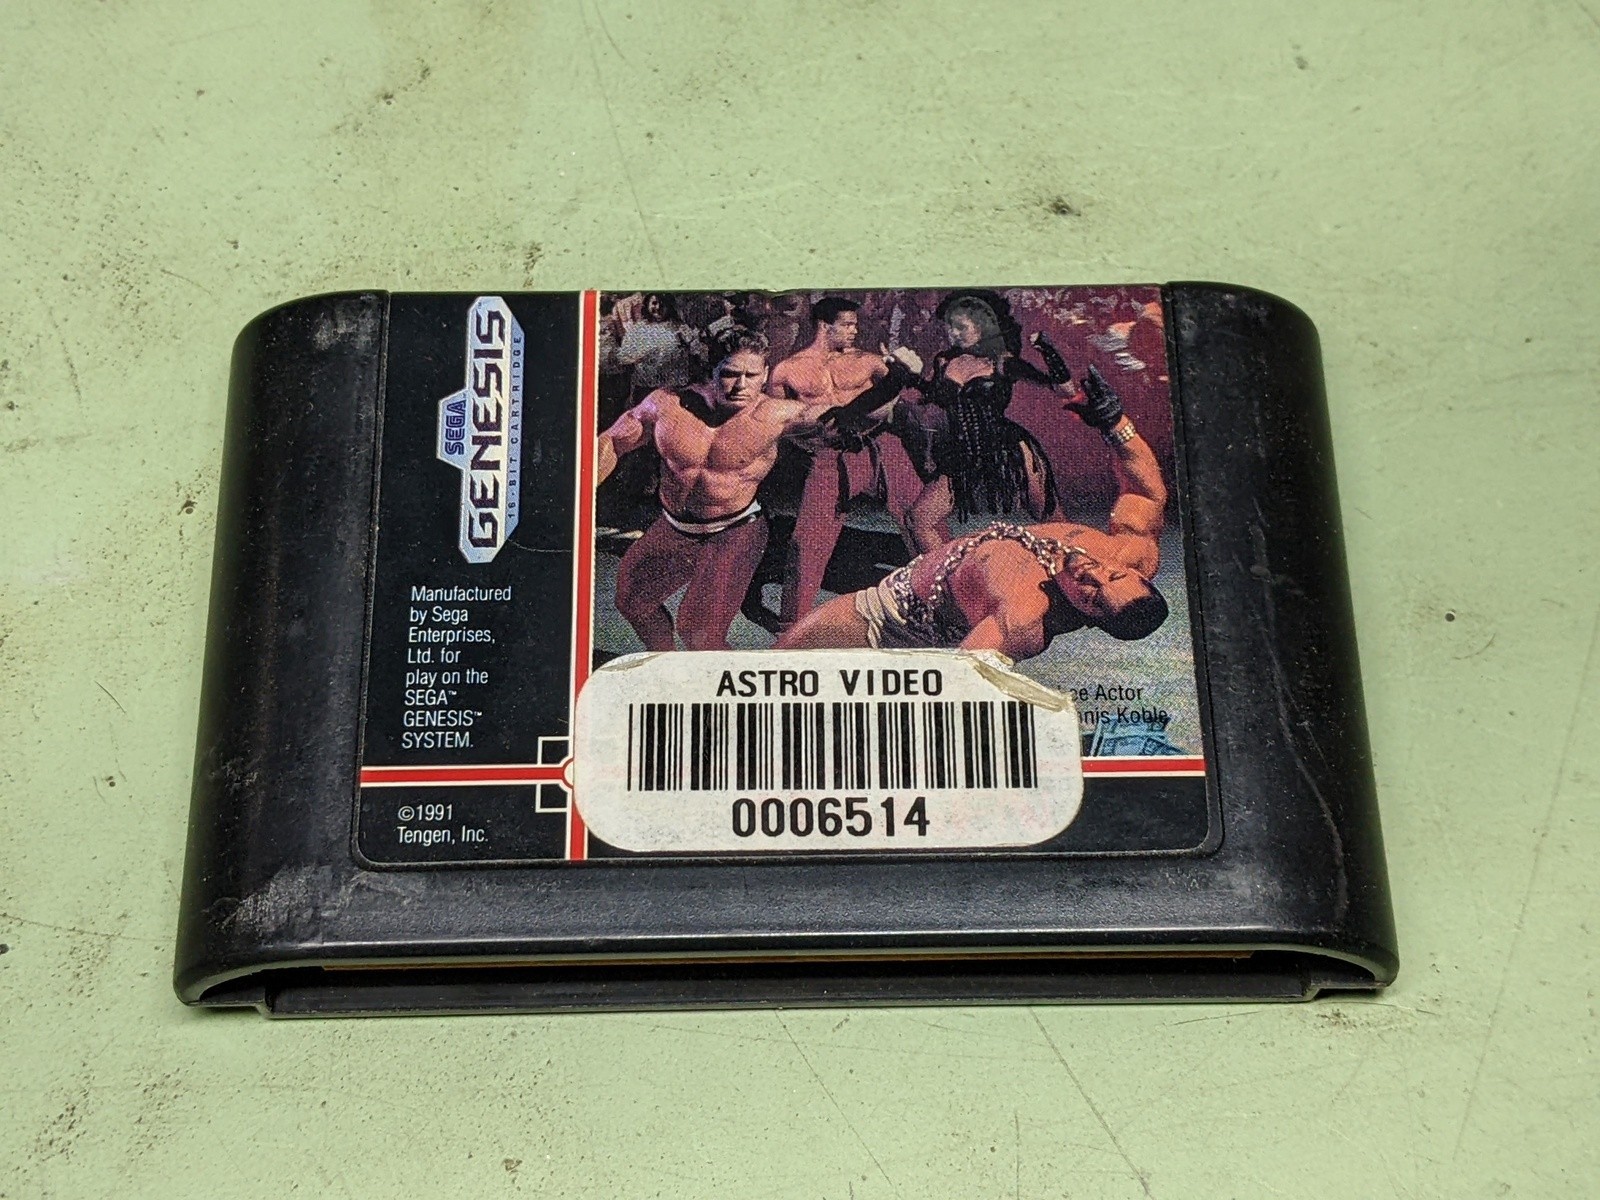 SEGA
GENESIS
16-BIT CARTRIDGE
Manufactured
by Sega
Enterprises,
Ltd. for
play on the
SEGA™
GENESIS™
SYSTEM.
©1991
Tengen, Inc.
ASTRO VIDEO
0006514
Actor
Koble